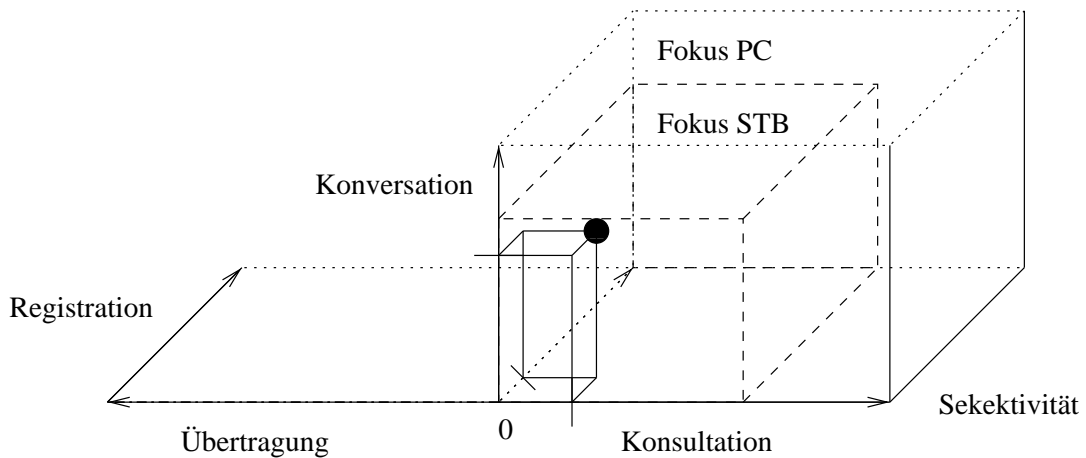 Fokus PC
Fokus STB
Konversation
Registration
Sekektivität
Übertragung
0
Konsultation